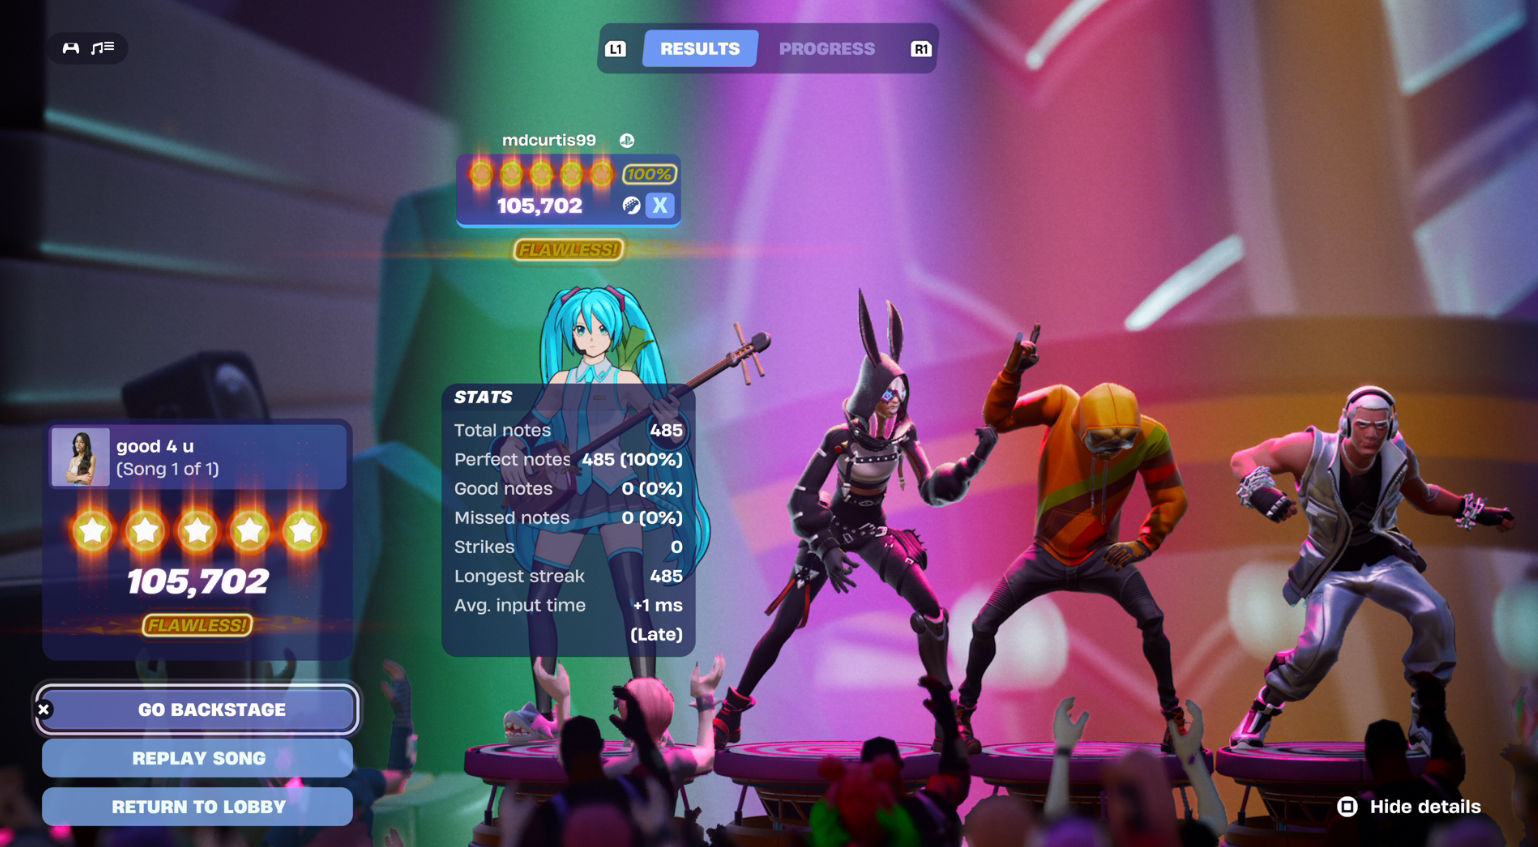 L1
RESULTS
PROGRESS
R1
mdcurtis99
100%
105,702
X
FLAWLESS!
STATS
Total notes 485
Perfect notes 485 (100%)
Good notes 0 (0%)
Missed notes 0 (0%)
Strikes 0
Longest streak 485
Avg. input time +1 ms
(Late)
good 4 u
(Song 1 of 1)
105,702
FLAWLESS!
GO BACKSTAGE
REPLAY SONG
RETURN TO LOBBY
Hide details